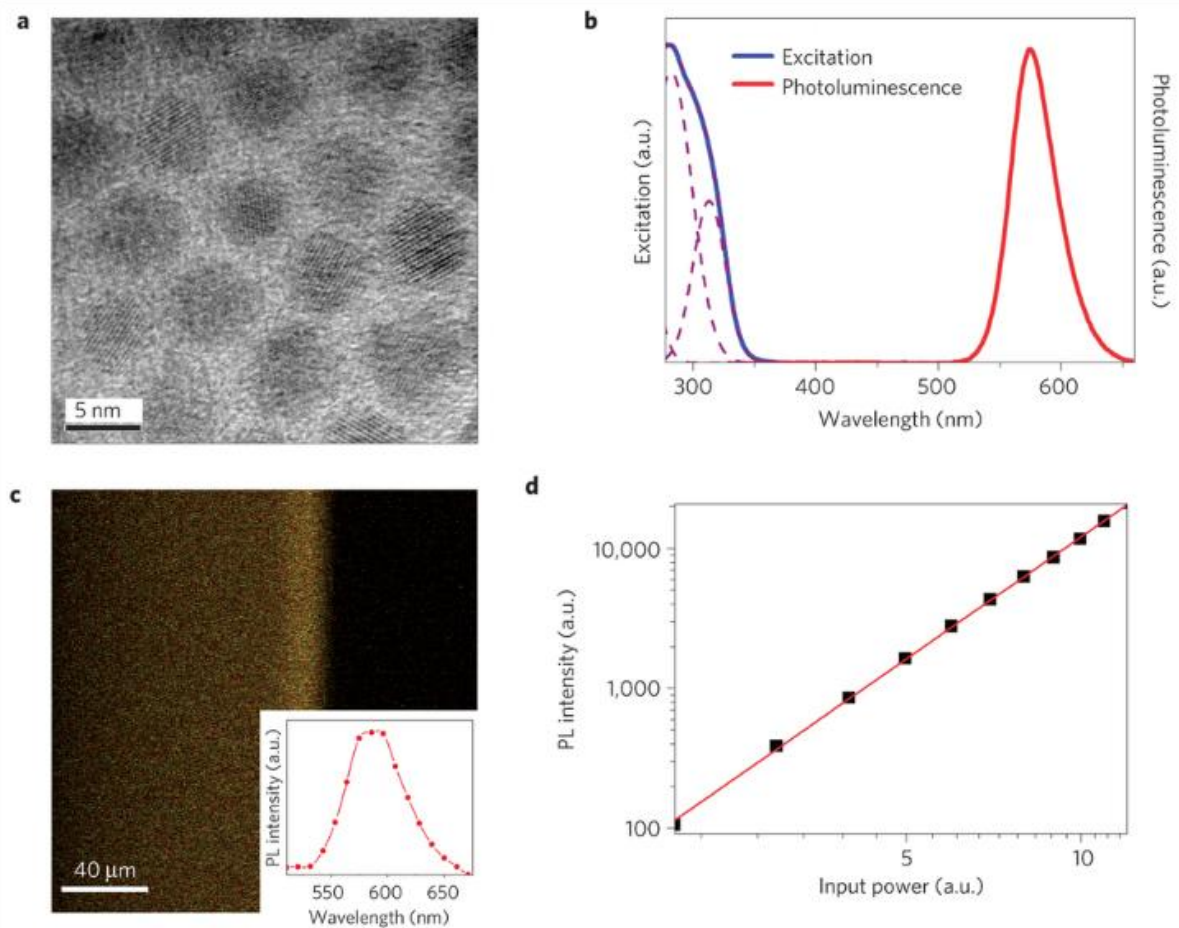 a
5 nm
b
Excitation
Photoluminescence
Excitation (a.u.)
Photoluminescence (a.u.)
300
400
500
600
Wavelength (nm)
c
40 μm
PL intensity (a.u.)
550
600
650
Wavelength (nm)
d
PL intensity (a.u.)
10,000
1,000
100
5
10
Input power (a.u.)